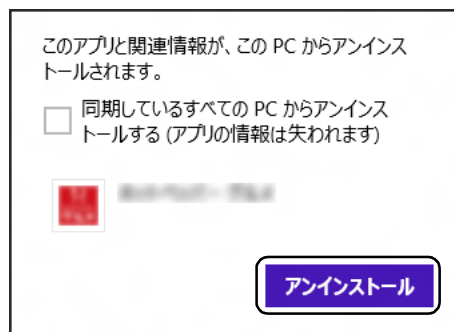 このアプリと関連情報が、この PC からアンインス
トールされます。
同期しているすべての PC からアンインス
トールする (アプリの情報は失われます)
アンインストール